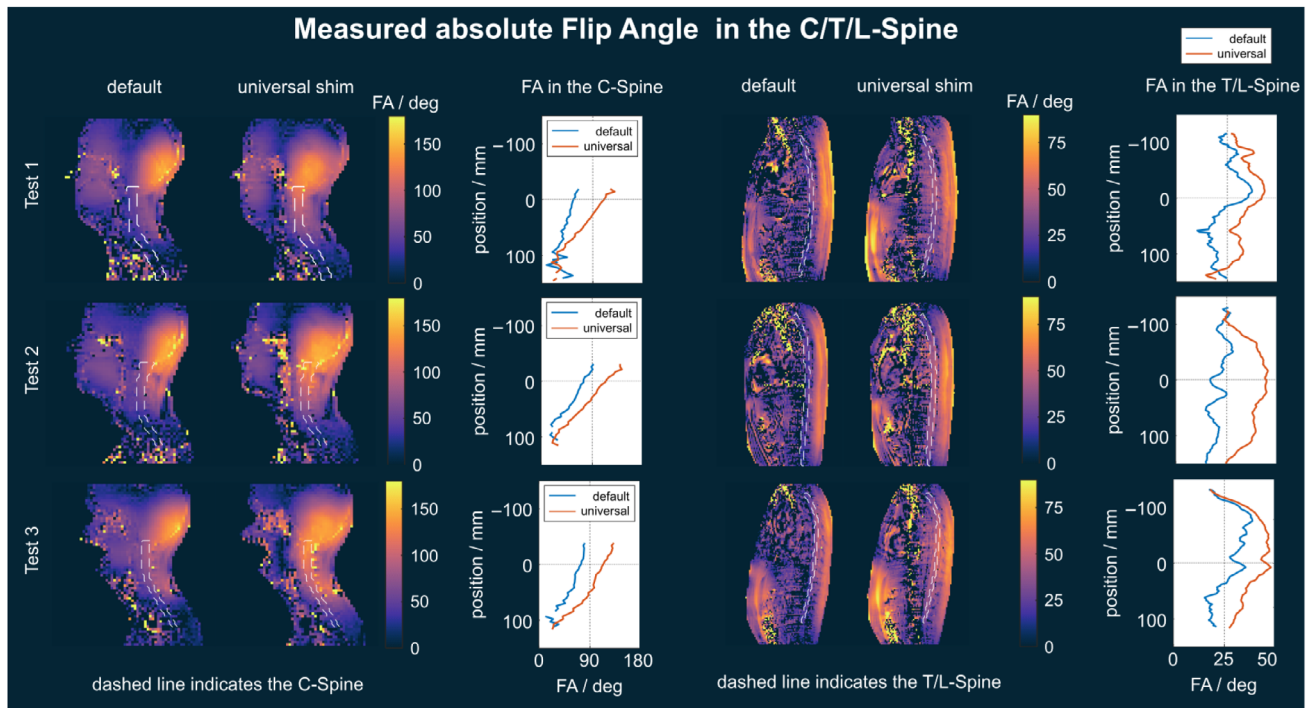 Measured absolute Flip Angle in the C/T/L-Spine
default
universal
default
universal shim
FA in the C-Spine
default
universal shim
FA in the T/L-Spine
FA / deg
FA / deg
Test 1
150
100
50
0
default
universal
−100
0
100
position / mm
75
50
25
0
−100
0
100
position / mm
Test 2
150
100
50
0
default
universal
−100
0
100
position / mm
75
50
25
0
−100
0
100
position / mm
Test 3
150
100
50
0
default
universal
−100
0
100
position / mm
0
90
180
FA / deg
75
50
25
0
−100
0
100
position / mm
0
25
50
FA / deg
dashed line indicates the C-Spine
dashed line indicates the T/L-Spine